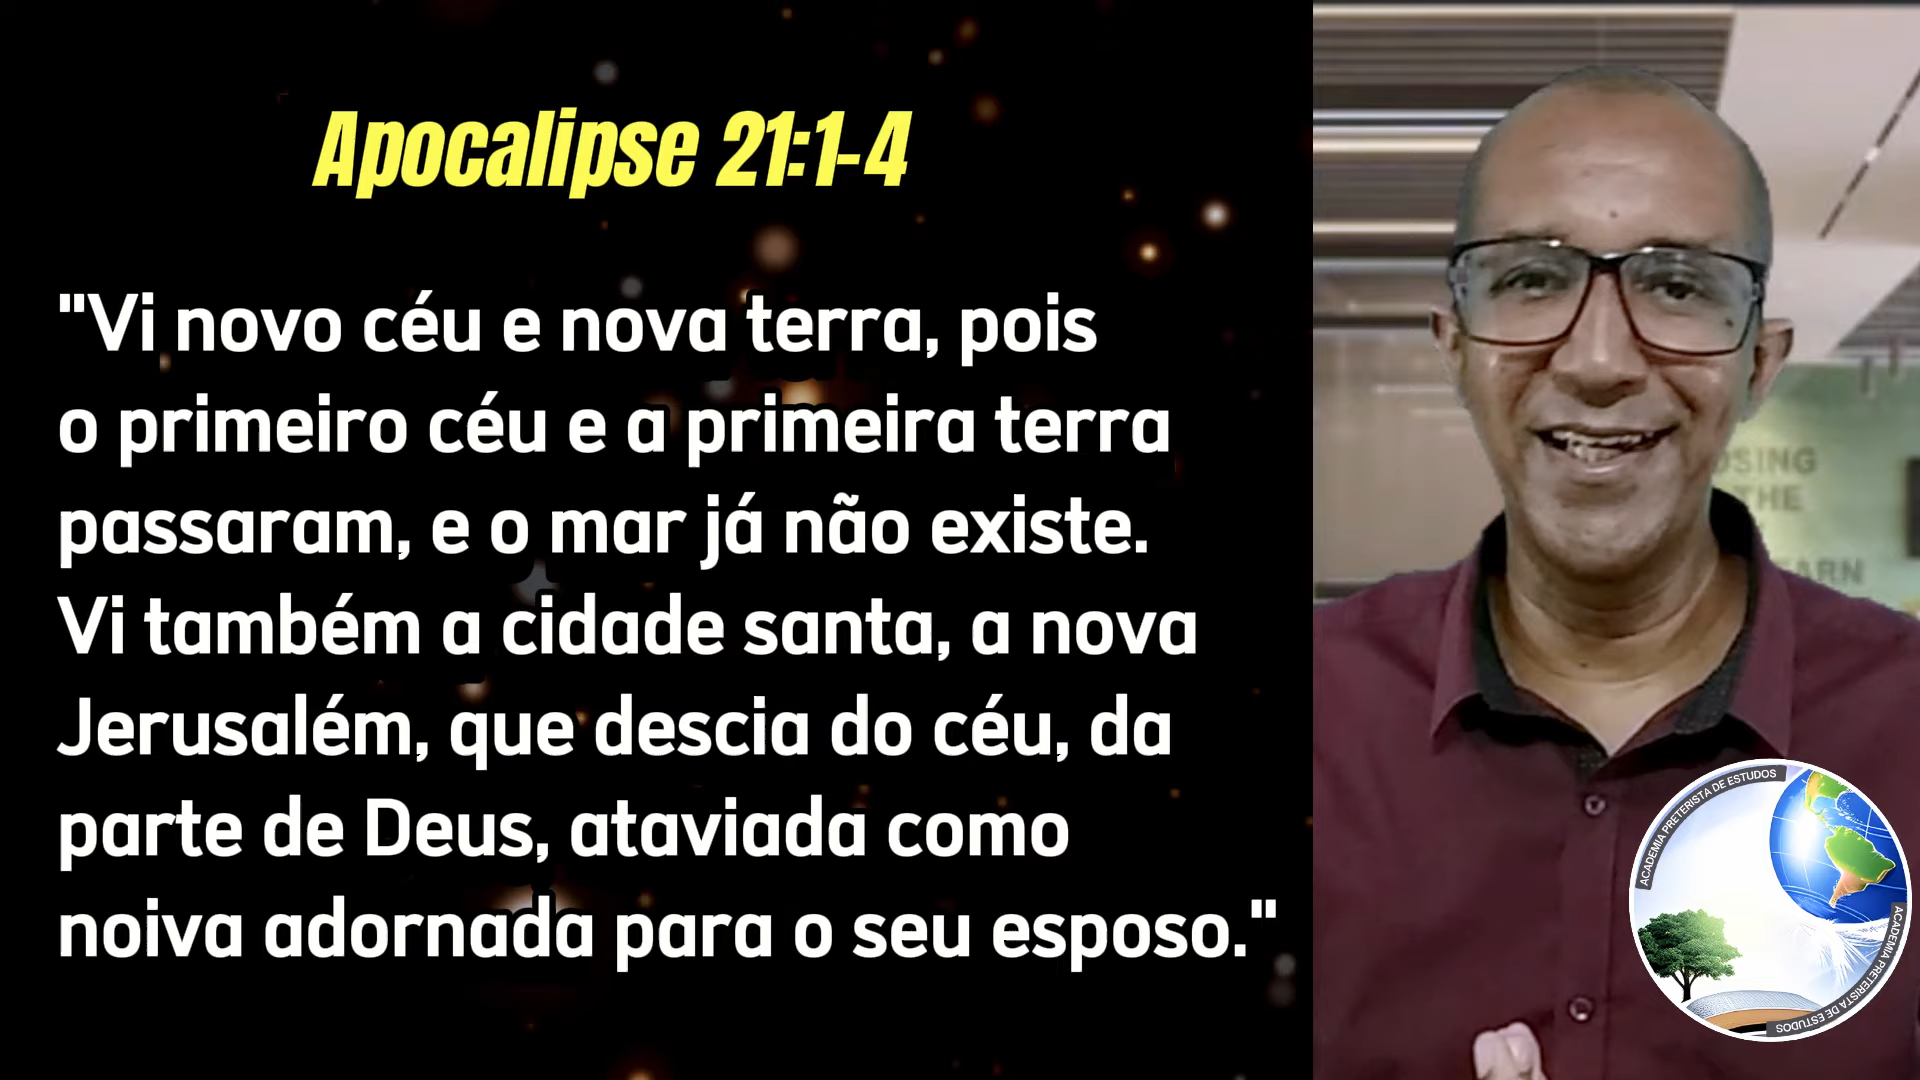 Apocalipse 21:1-4
"Vi novo céu e nova terra, pois
o primeiro céu e a primeira terra
passaram, e o mar já não existe.
Vi também a cidade santa, a nova
Jerusalém, que descia do céu, da
parte de Deus, ataviada como
noiva adornada para o seu esposo."
THE
ACADEMIA PRETERISTA DE ESTUDOS
ACADEMIA PRETERISTA DE ESTUDOS